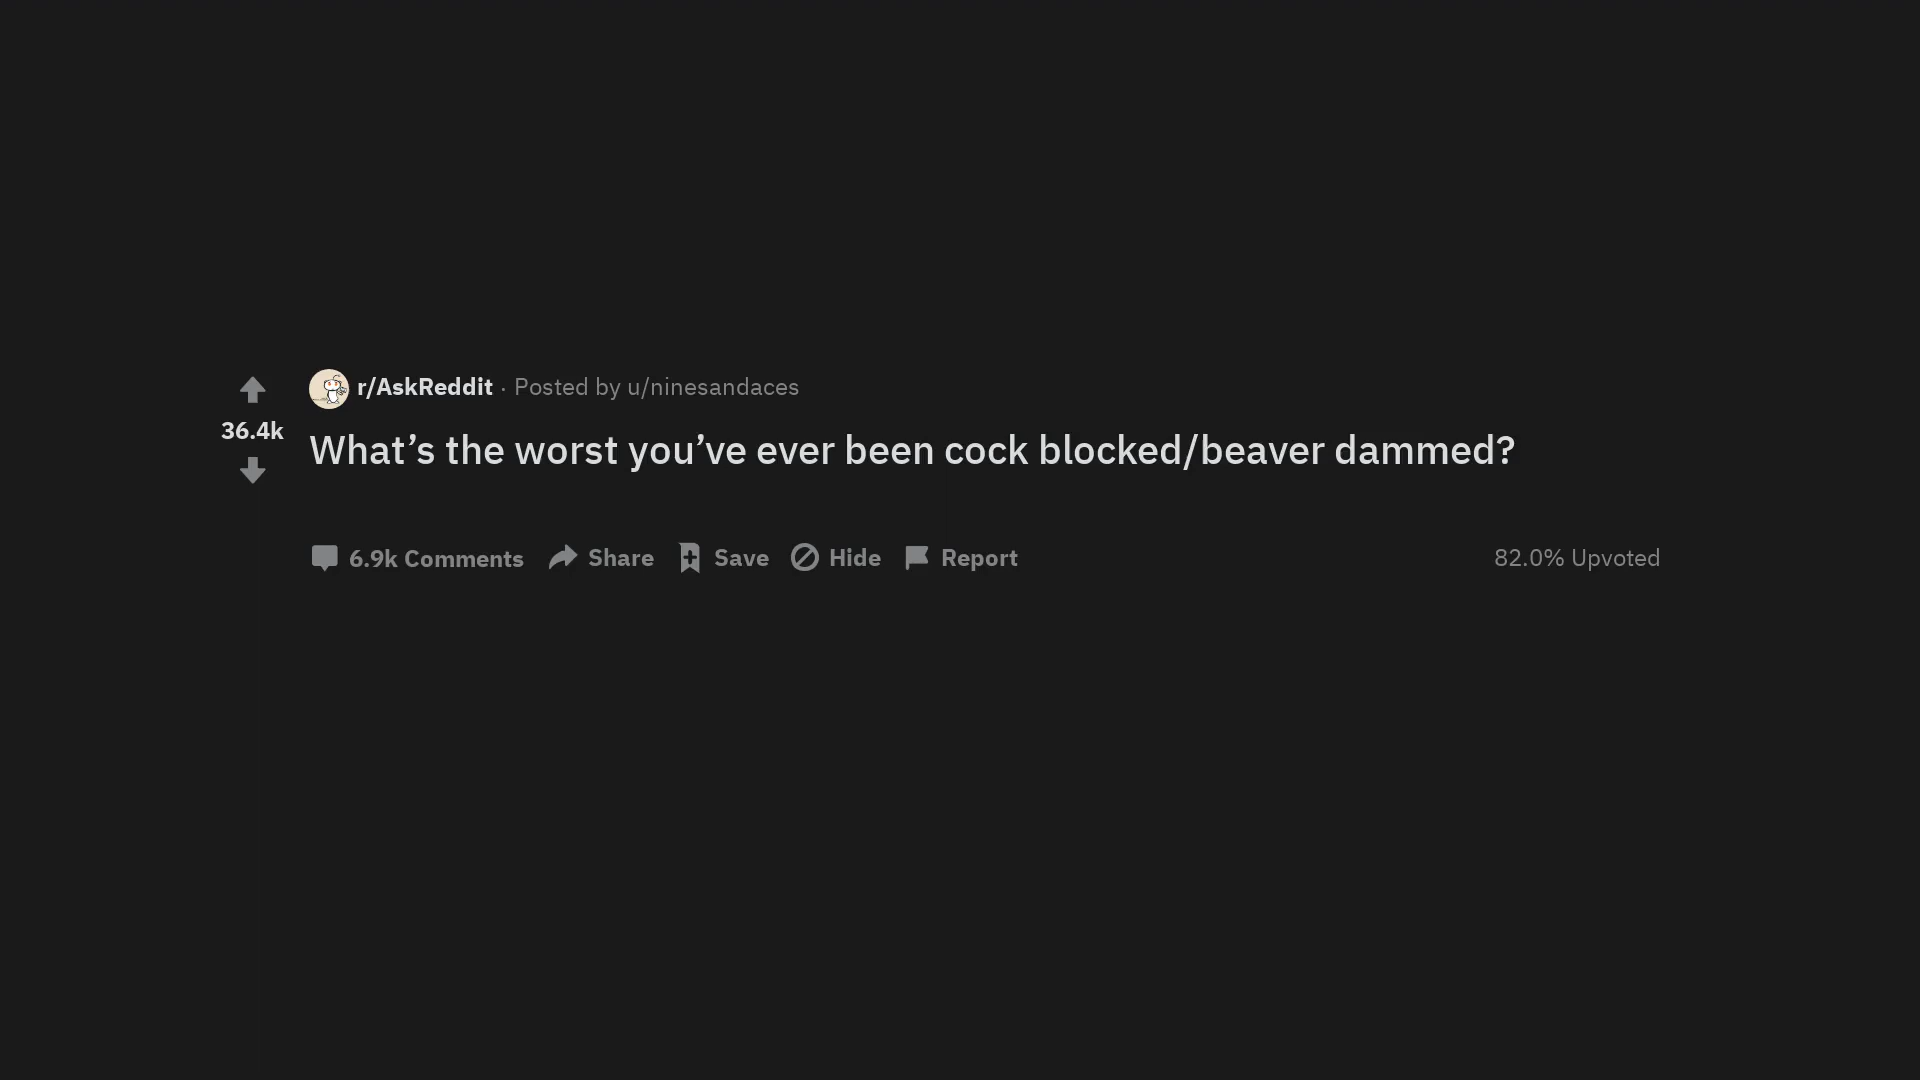 r/AskReddit · Posted by u/ninesandaces
36.4k
What’s the worst you’ve ever been cock blocked/beaver dammed?
6.9k Comments Share Save Hide Report 82.0% Upvoted